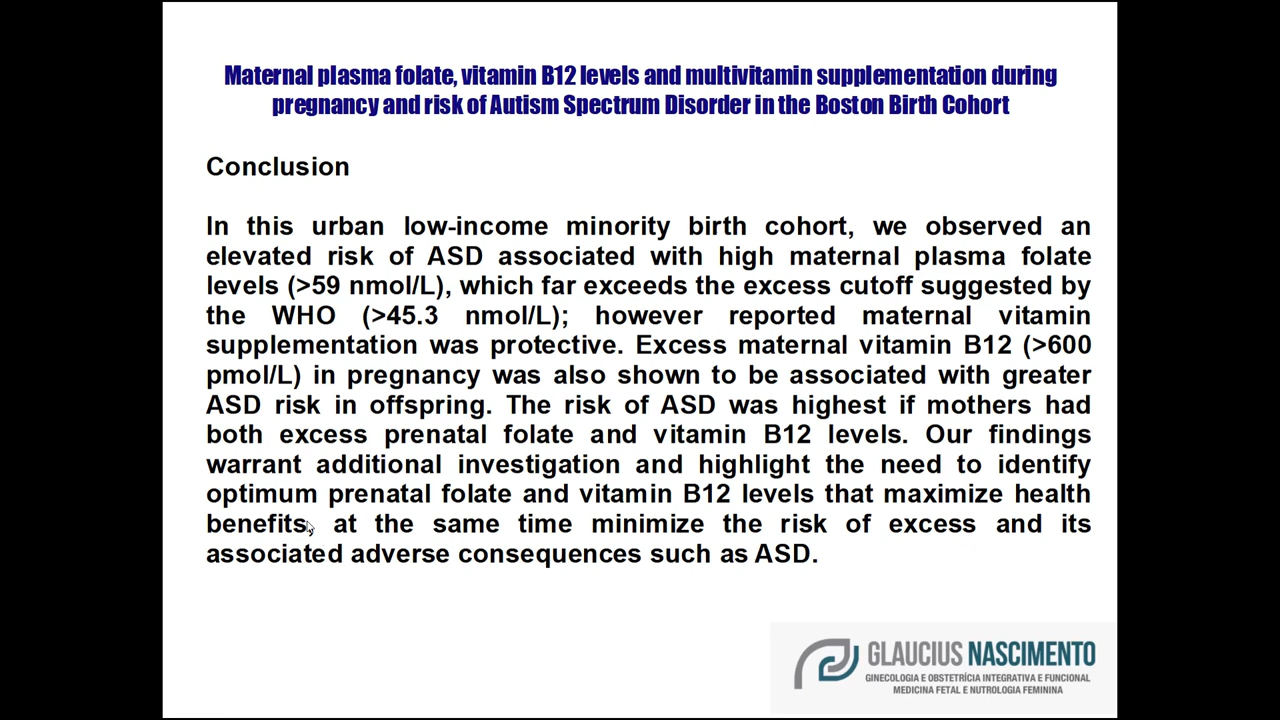 Maternal plasma folate, vitamin B12 levels and multivitamin supplementation during
pregnancy and risk of Autism Spectrum Disorder in the Boston Birth Cohort
Conclusion
In this urban low-income minority birth cohort, we observed an
elevated risk of ASD associated with high maternal plasma folate
levels (>59 nmol/L), which far exceeds the excess cutoff suggested by
the WHO (>45.3 nmol/L); however reported maternal vitamin
supplementation was protective. Excess maternal vitamin B12 (>600
pmol/L) in pregnancy was also shown to be associated with greater
ASD risk in offspring. The risk of ASD was highest if mothers had
both excess prenatal folate and vitamin B12 levels. Our findings
warrant additional investigation and highlight the need to identify
optimum prenatal folate and vitamin B12 levels that maximize health
benefits, at the same time minimize the risk of excess and its
associated adverse consequences such as ASD.
GLAUCIUS NASCIMENTO
GINECOLOGIA E OBSTETRÍCIA INTEGRATIVA E FUNCIONAL
MEDICINA FETAL E NUTROLOGIA FEMININA